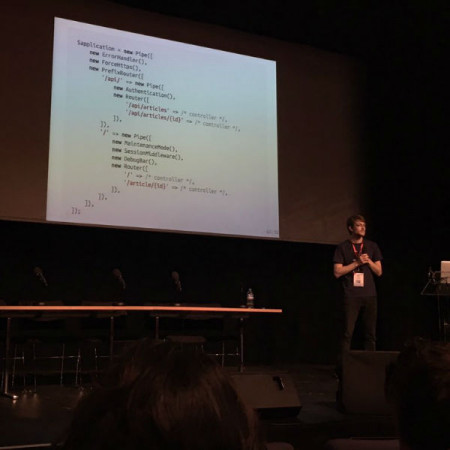 $application = new Pipe([
new ErrorHandler(),
new ForceHttps(),
new PrefixRouter([
'/api/' => new Pipe([
new Authentication(),
new Router([
'/api/articles' => /* controller */,
'/api/articles/{id}' => /* controller */,
]),
]),
'/' => new Pipe([
new MaintenanceMode(),
new SessionMiddleware(),
new DebugBar(),
new Router([
'/' => /* controller */,
'/article/{id}' => /* controller */,
]),
]),
]),
]);